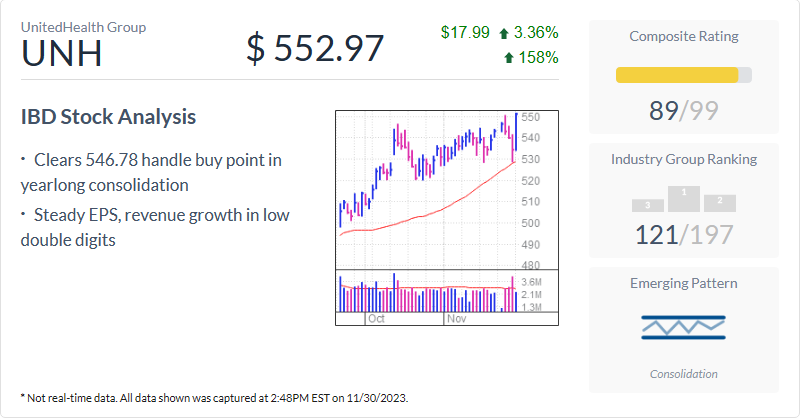 UnitedHealth Group
UNH
$ 552.97
$17.99 3.36%
158%
IBD Stock Analysis
• Clears 546.78 handle buy point in
yearlong consolidation
• Steady EPS, revenue growth in low
double digits
550
540
530
520
510
500
490
480
3.6M
2.1M
1.3M
Oct
Nov
Composite Rating
89/99
Industry Group Ranking
3
1
2
121/197
Emerging Pattern
Consolidation
* Not real-time data. All data shown was captured at 2:48PM EST on 11/30/2023.